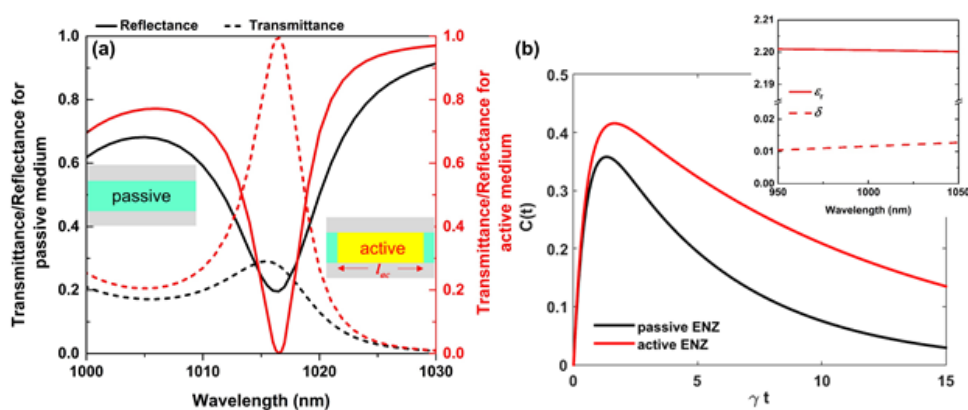 Reflectance Transmittance
(a)
Transmittance/Reflectance for
passive medium
1.0
0.8
0.6
0.4
0.2
0.0
passive
active
l_ac
1.0
0.8
0.6
0.4
0.2
0.0
Transmittance/Reflectance for
active medium
1000 1010 1020 1030
Wavelength (nm)
(b)
C(t)
0.5
0.4
0.3
0.2
0.1
0
passive ENZ
active ENZ
0 5 10 15
γ t
2.21
2.20
2.19
0.02
0.01
0.00
δ
950 1000 1050
Wavelength (nm)